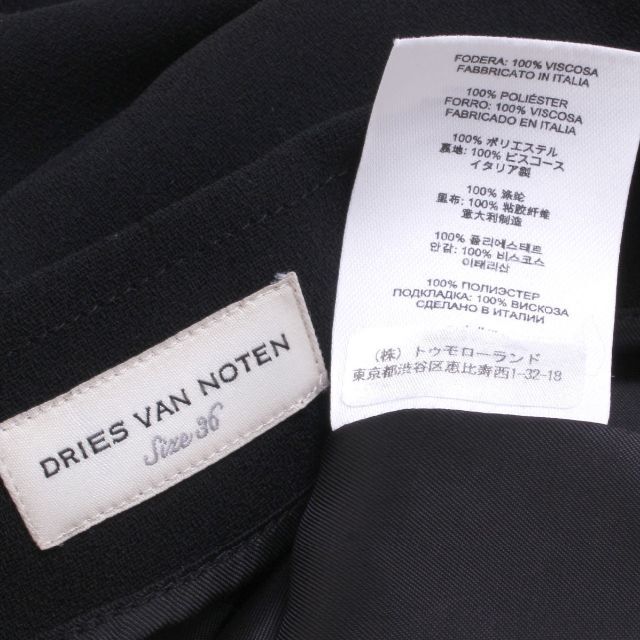 FODERA: 100% VISCOSA
FABBRICATO IN ITALIA
100% POLIÉSTER
FORRO: 100% VISCOSA
FABRICADO EN ITALIA
100% ポリエステル
裏地: 100% ビスコース
イタリア製
100% 涤纶
里布: 100% 粘胶纤维
意大利制造
100% 폴리에스테르
안감: 100% 비스코스
이태리산
100% ПОЛИЭСТЕР
ПОДКЛАДКА: 100% ВИСКОЗА
СДЕЛАНО В ИТАЛИИ
(株)トゥモローランド
東京都渋谷区恵比寿西1-32-18
DRIES VAN NOTEN
Size 36